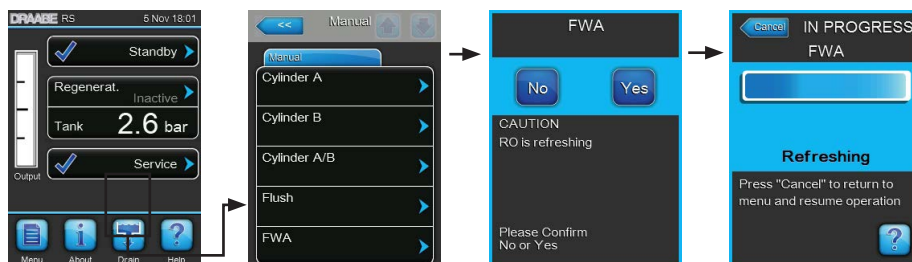 DRAABE RS 5 Nov 18:01
Standby
Regenerat.
Inactive
Tank 2.6 bar
Service
Output
Menu About Drain Help
<< Manual
Manual
Cylinder A
Cylinder B
Cylinder A/B
Flush
FWA
FWA
No Yes
CAUTION
RO is refreshing
Please Confirm
No or Yes
Cancel IN PROGRESS
FWA
Refreshing
Press "Cancel" to return to
menu and resume operation
?